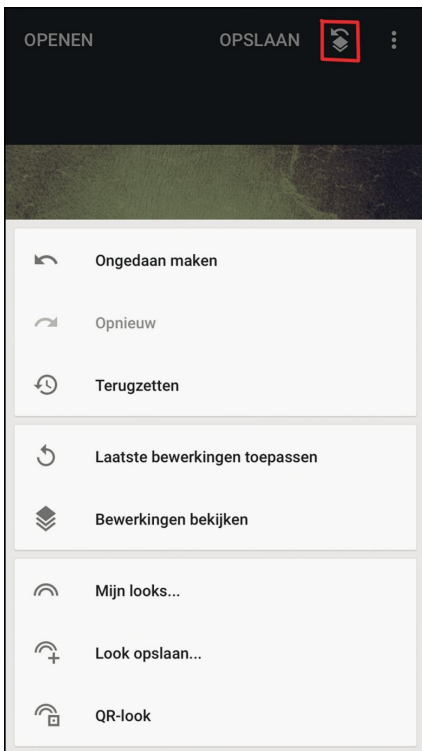 OPENEN OPSLAAN
Ongedaan maken
Opnieuw
Terugzetten
Laatste bewerkingen toepassen
Bewerkingen bekijken
Mijn looks...
Look opslaan...
QR-look